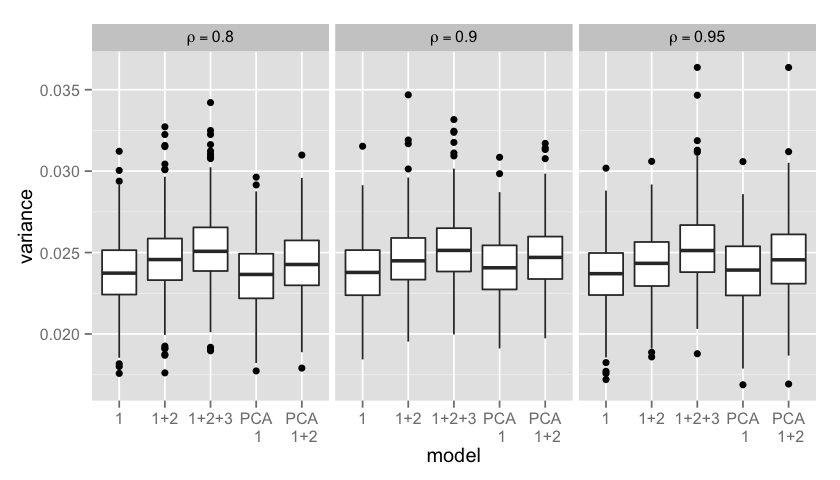 ρ = 0.8 ρ = 0.9 ρ = 0.95
0.035
0.030
0.025
0.020
variance
1 1+2 1+2+3 PCA PCA 1 1+2 1+2+3 PCA PCA 1 1+2 1+2+3 PCA PCA
1 1+2 1 1+2 1 1+2
model